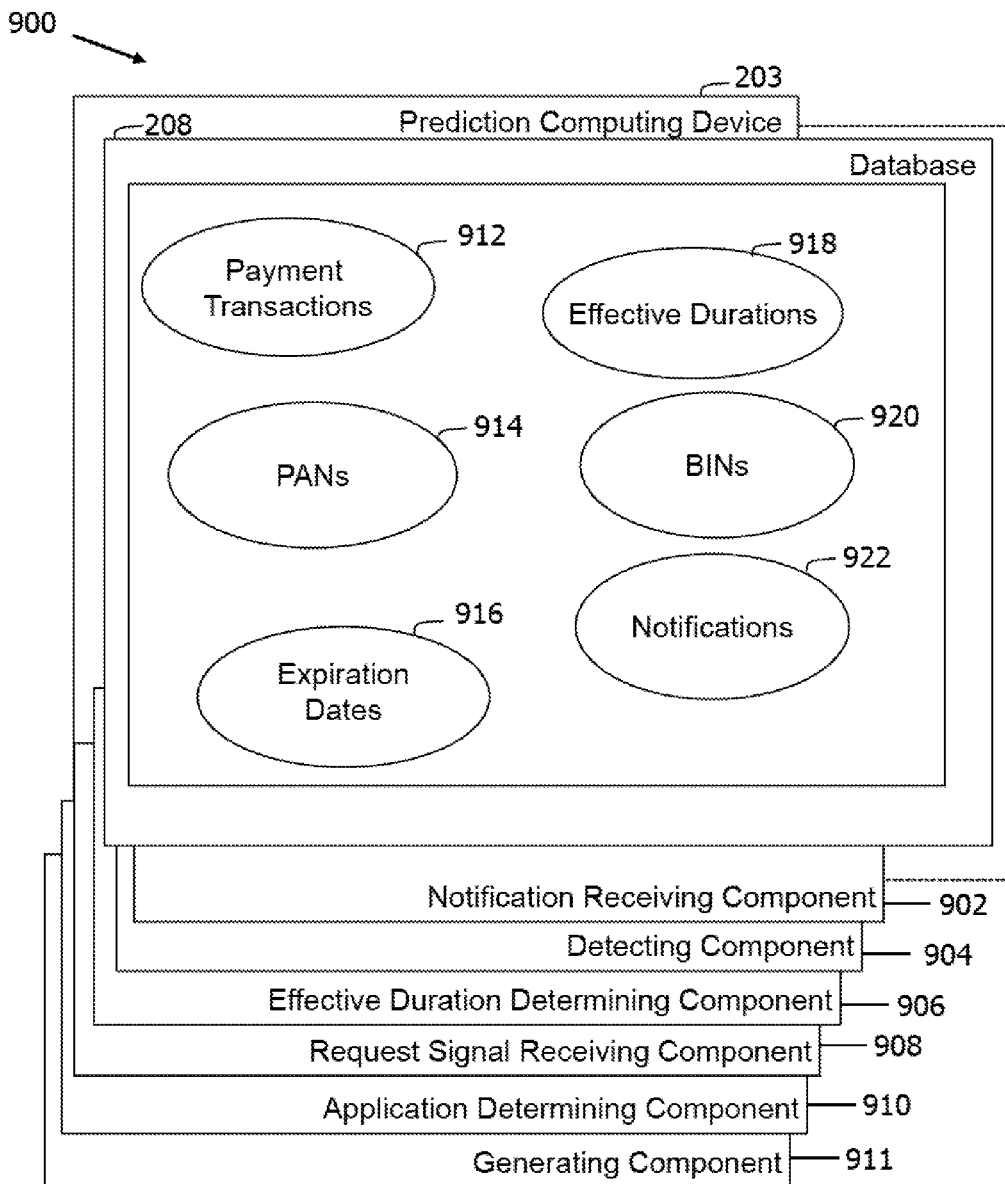 900
203
208
Prediction Computing Device
Database
912
Payment
Transactions
918
Effective Durations
914
PANs
920
BINs
922
Notifications
916
Expiration
Dates
Notification Receiving Component
902
Detecting Component
904
Effective Duration Determining Component
906
Request Signal Receiving Component
908
Application Determining Component
910
Generating Component
911